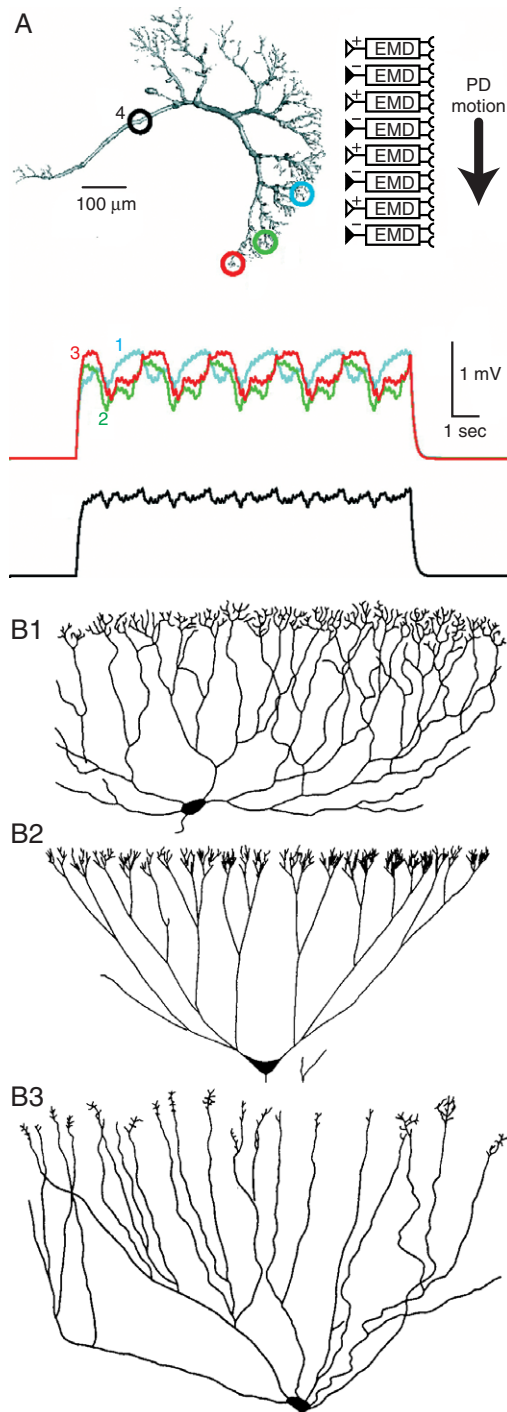 A
4
100 μm
+ EMD
− EMD
+ EMD
− EMD
+ EMD
− EMD
+ EMD
− EMD
PD
motion
3
1
2
1 mV
1 sec
B1
B2
B3